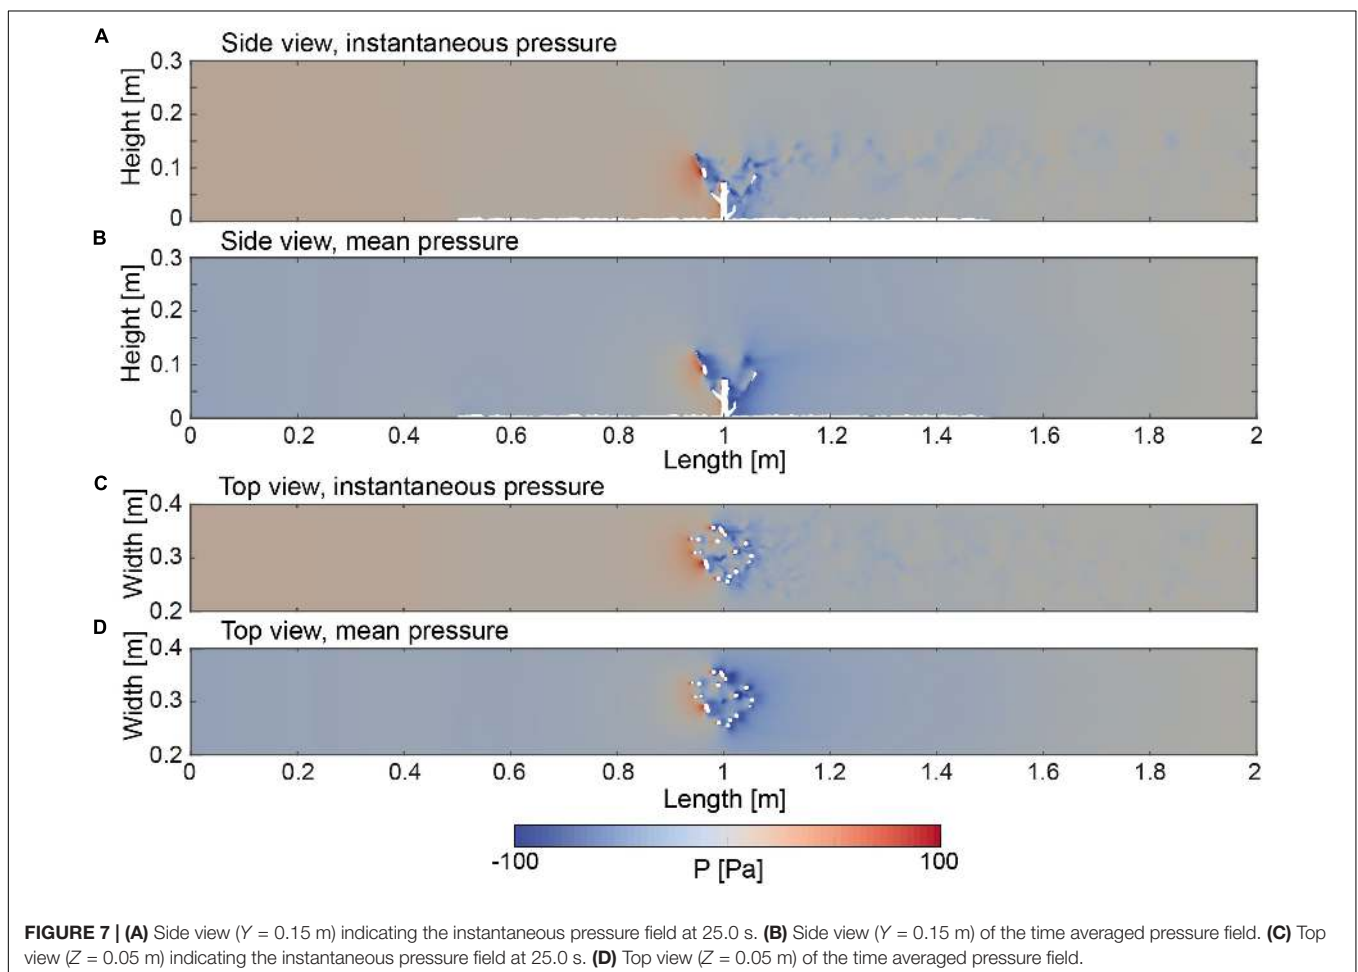 A
Side view, instantaneous pressure
Height [m]
0.3
0.2
0.1
0
B
Side view, mean pressure
Height [m]
0.3
0.2
0.1
0
0 0.2 0.4 0.6 0.8 1 1.2 1.4 1.6 1.8 2
Length [m]
C
Top view, instantaneous pressure
Width [m]
0.4
0.3
0.2
D
Top view, mean pressure
Width [m]
0.4
0.3
0.2
0 0.2 0.4 0.6 0.8 1 1.2 1.4 1.6 1.8 2
Length [m]
-100 100
P [Pa]
FIGURE 7 | (A) Side view (Y = 0.15 m) indicating the instantaneous pressure field at 25.0 s. (B) Side view (Y = 0.15 m) of the time averaged pressure field. (C) Top
view (Z = 0.05 m) indicating the instantaneous pressure field at 25.0 s. (D) Top view (Z = 0.05 m) of the time averaged pressure field.